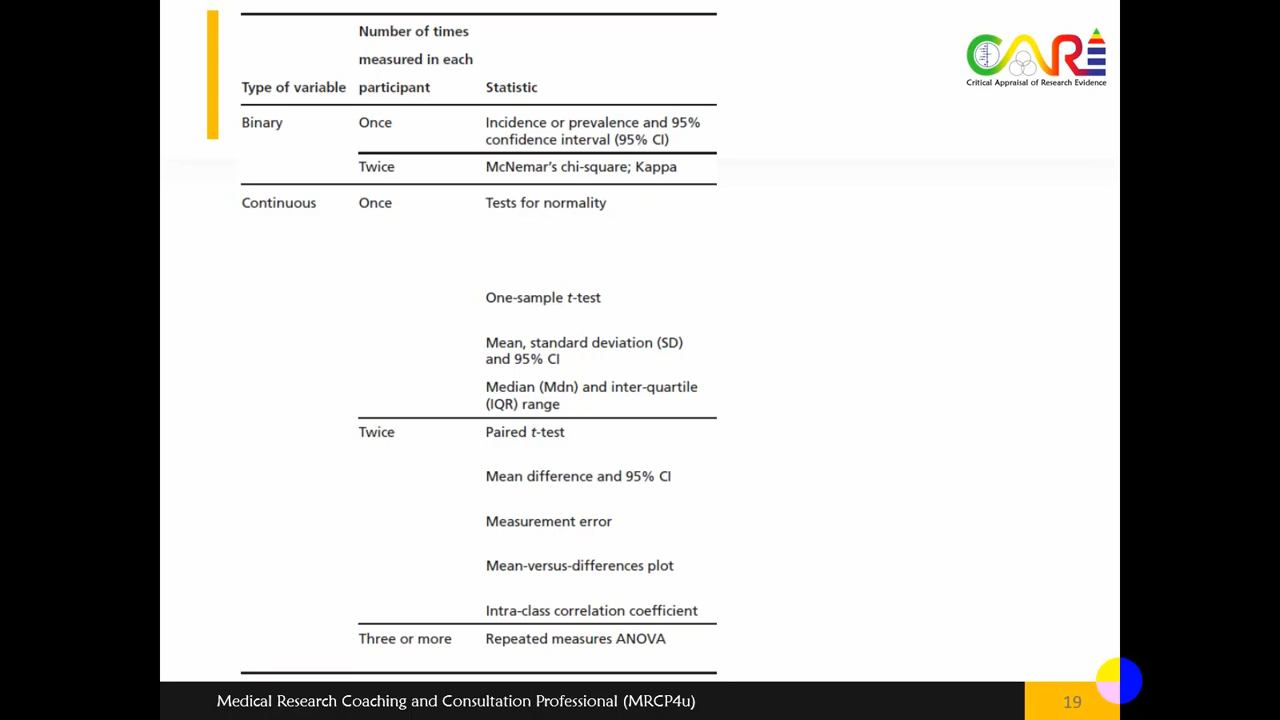 Number of times
measured in each
Type of variable participant Statistic
Binary Once Incidence or prevalence and 95%
confidence interval (95% CI)
Twice McNemar's chi-square; Kappa
Continuous Once Tests for normality
One-sample t-test
Mean, standard deviation (SD)
and 95% CI
Median (Mdn) and inter-quartile
(IQR) range
Twice Paired t-test
Mean difference and 95% CI
Measurement error
Mean-versus-differences plot
Intra-class correlation coefficient
Three or more Repeated measures ANOVA
CARE
Critical Appraisal of Research Evidence
Medical Research Coaching and Consultation Professional (MRCP4u)
19